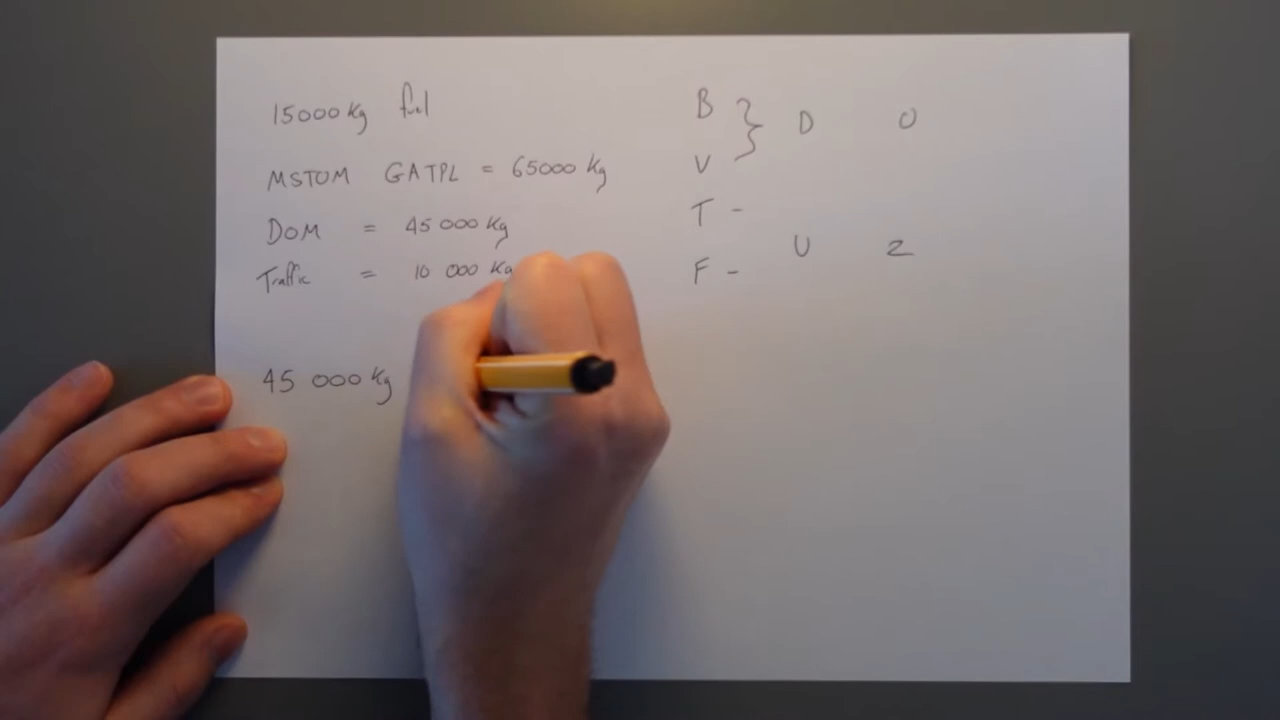 15000 Kg fuel
MSTOM GATPL = 65000 Kg
DOM = 45 000 Kg
Traffic = 10 000 Kg
45 000 Kg
B } D O
V
T -
U Z
F -